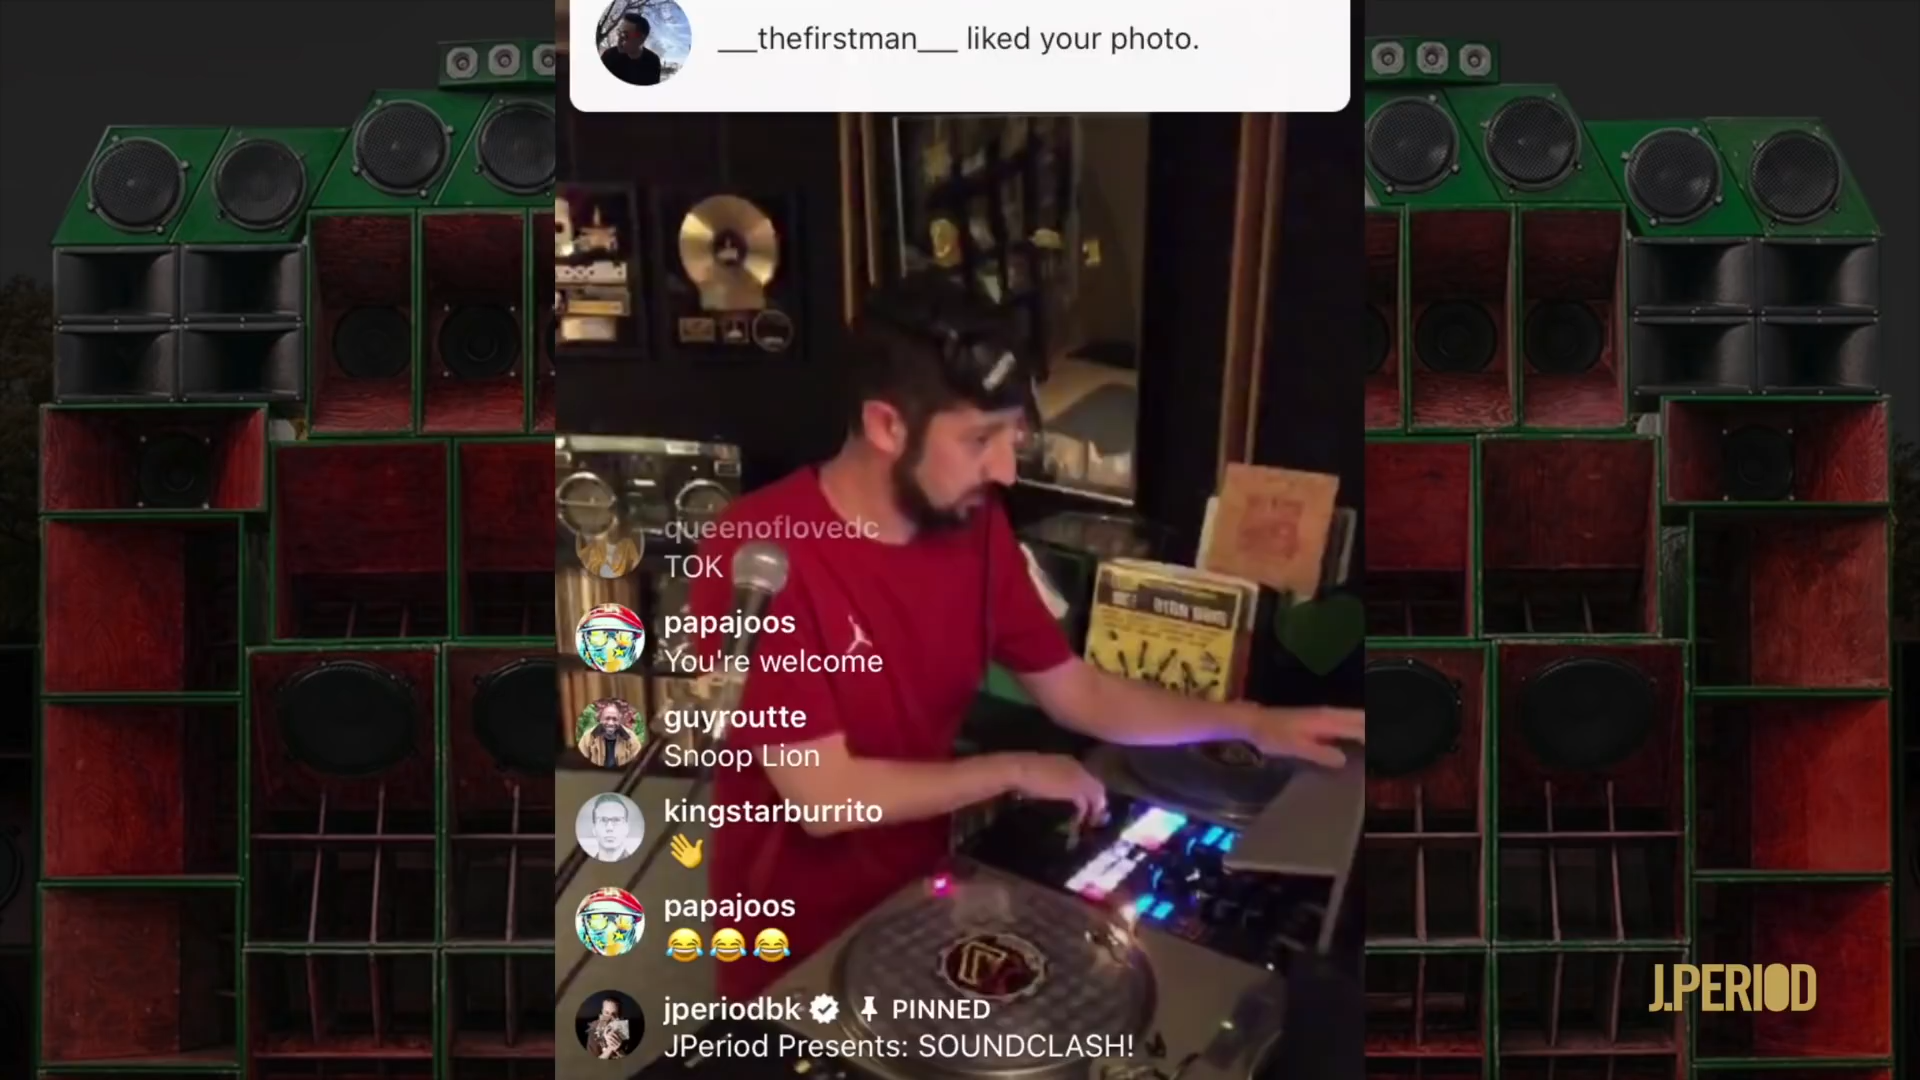 ___thefirstman___ liked your photo.
queenoflovedc
TOK
papajoos
You're welcome
guyroutte
Snoop Lion
kingstarburrito
👋
papajoos
😂😂😂
jperiodbk PINNED
JPeriod Presents: SOUNDCLASH!
J.PERIOD